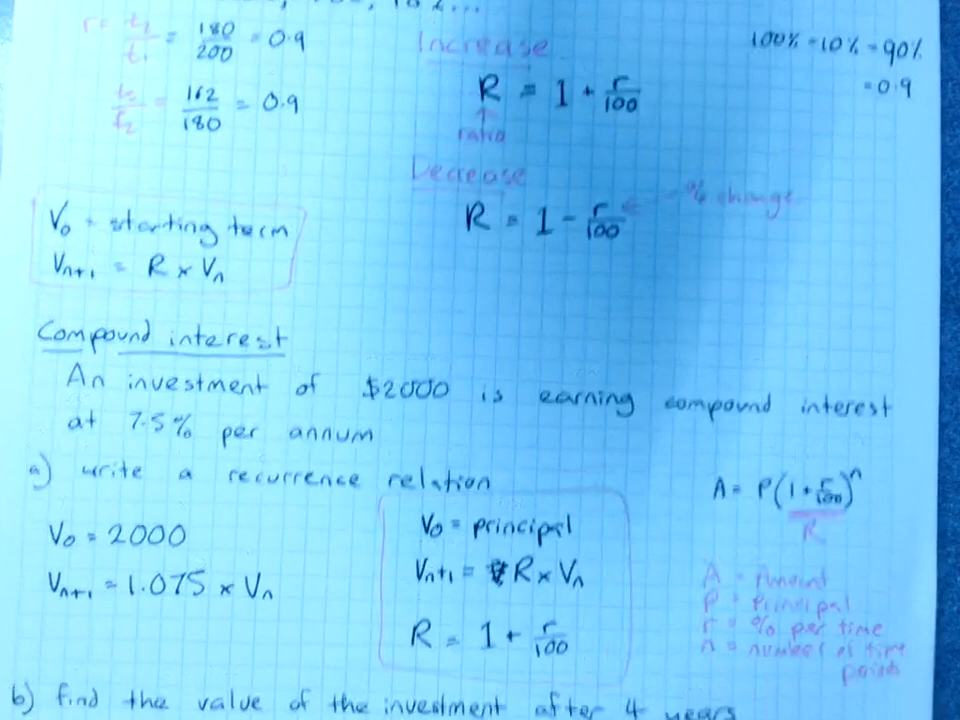 r = t₂/t₁ = 180/200 = 0.9
t₃/t₂ = 162/180 = 0.9
Increase
R = 1 + r/100
ratio
100% - 10% = 90%
= 0.9
Decrease
R = 1 - r/100
% change
V₀ = starting term
Vₙ₊₁ = R × Vₙ
Compound interest
An investment of $2000 is earning compound interest
at 7.5% per annum
a) write a recurrence relation
V₀ = 2000
Vₙ₊₁ = 1.075 × Vₙ
V₀ = principal
Vₙ₊₁ = R × Vₙ
R = 1 + r/100
A = P(1 + r/100)ⁿ
R
A = Amount
P = Principal
r = % per time
n = number of time
points
b) find the value of the investment after 4 years